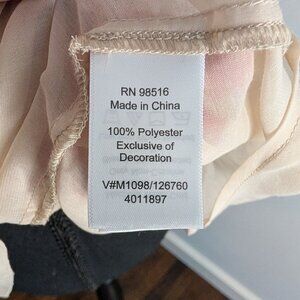 RN 98516
Made in China
100% Polyester
Exclusive of
Decoration
V#M1098/126760
4011897